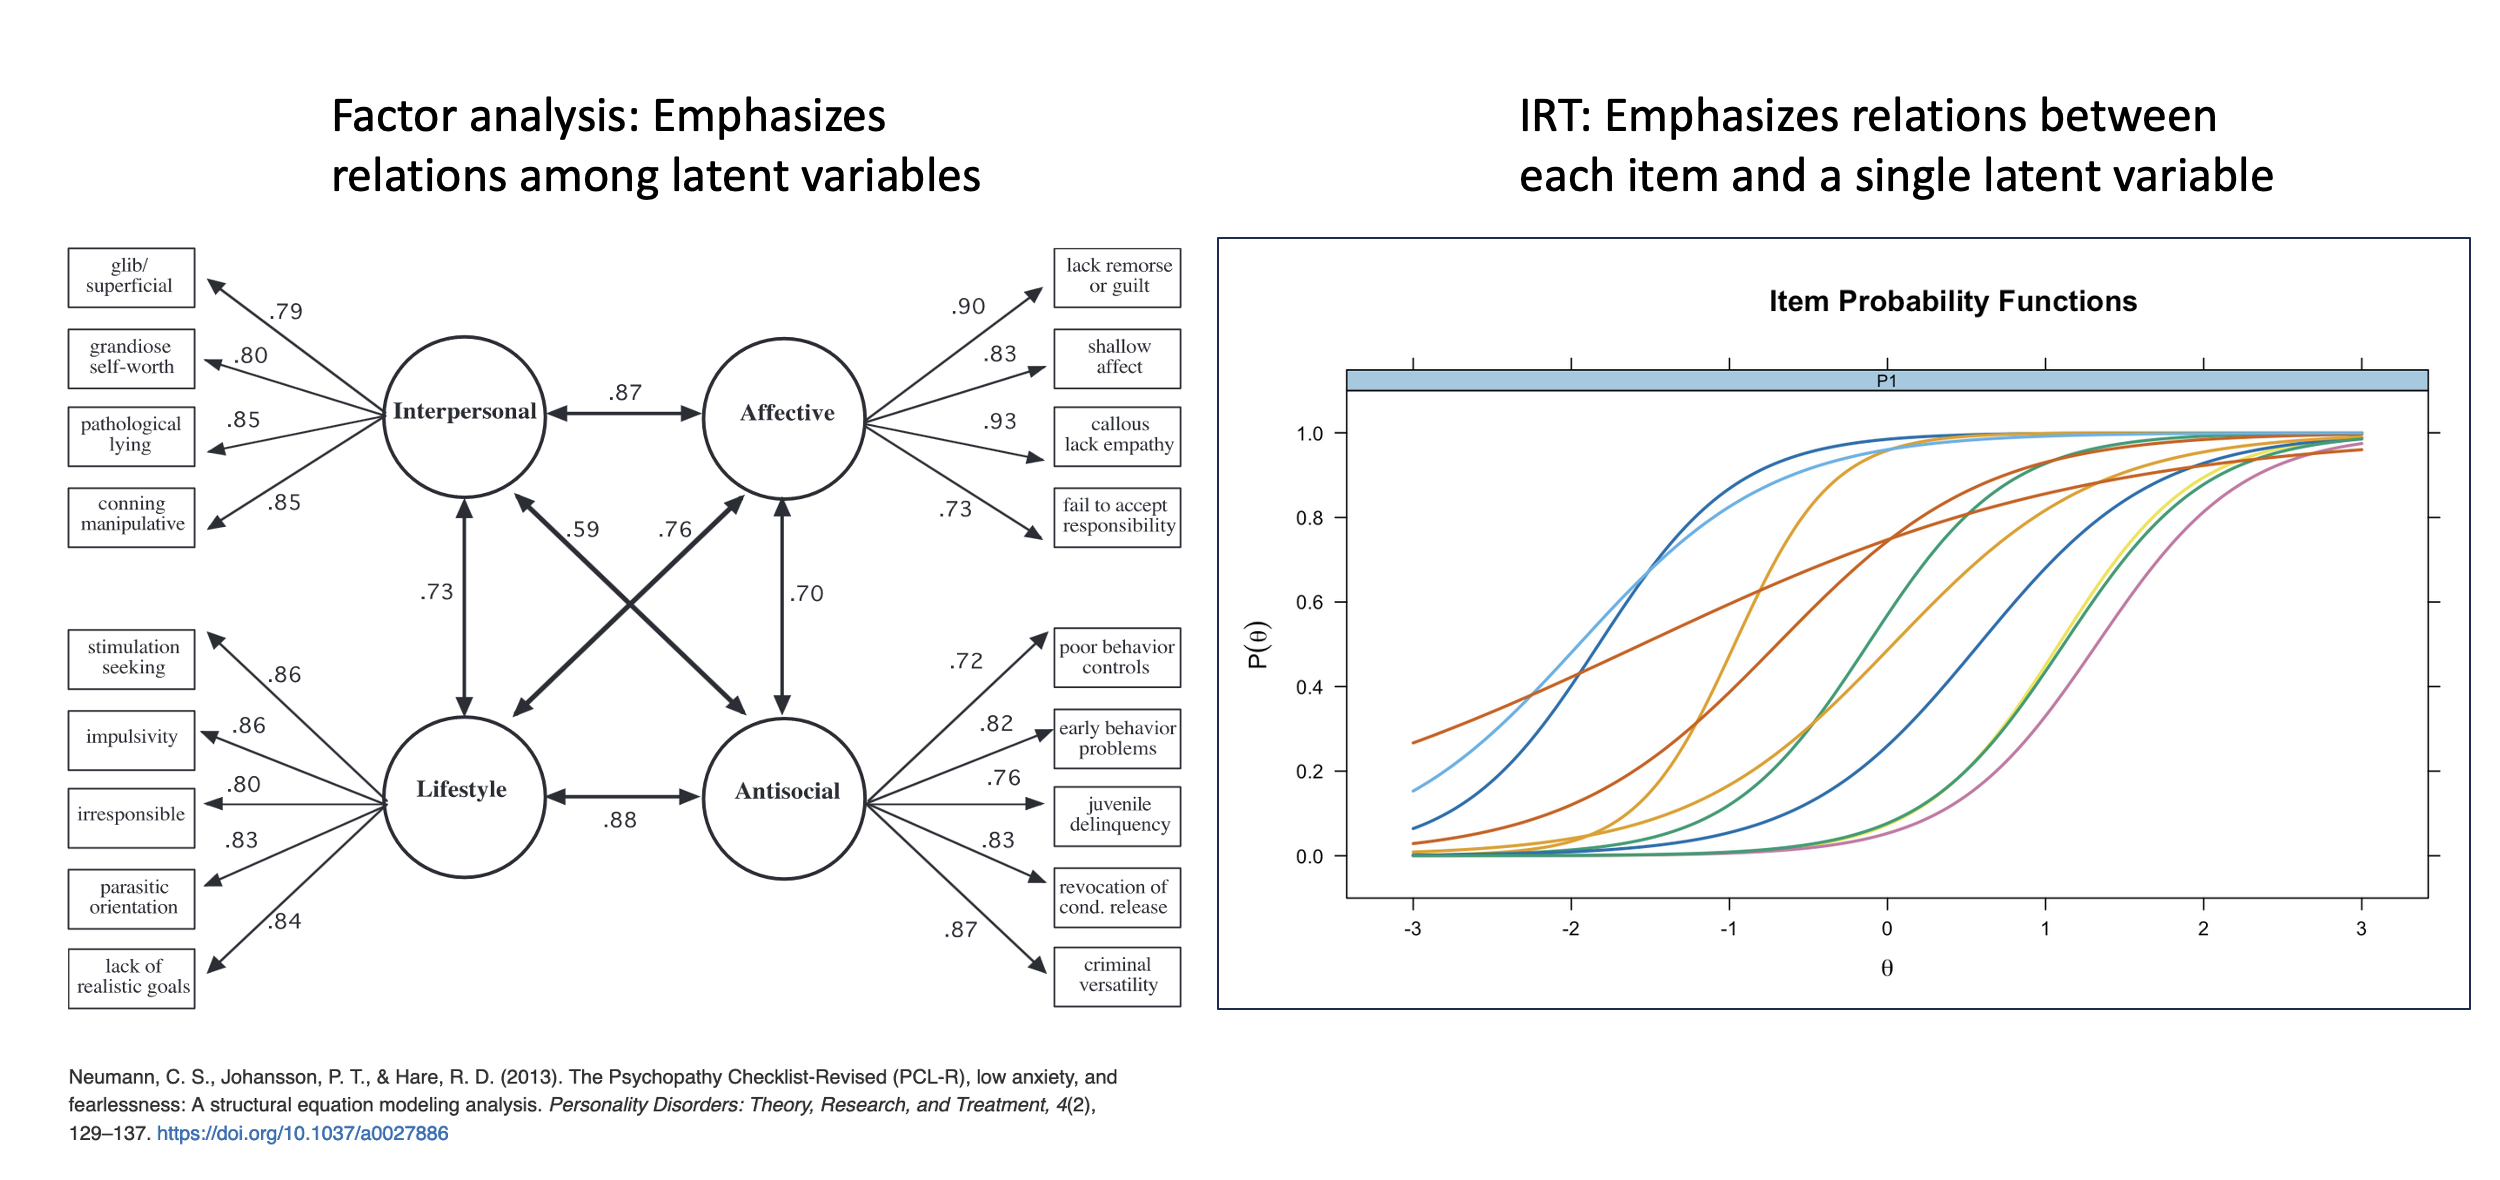 Factor analysis: Emphasizes
relations among latent variables
glib/
superficial
grandiose
self-worth
pathological
lying
conning
manipulative
.79
.80
.85
.85
Interpersonal
.87
Affective
.90
.83
.93
.73
lack remorse
or guilt
shallow
affect
callous
lack empathy
fail to accept
responsibility
.73
.59
.76
.70
stimulation
seeking
impulsivity
irresponsible
parasitic
orientation
lack of
realistic goals
.86
.86
.80
.83
.84
Lifestyle
.88
Antisocial
.72
.82
.76
.83
.87
poor behavior
controls
early behavior
problems
juvenile
delinquency
revocation of
cond. release
criminal
versatility
Neumann, C. S., Johansson, P. T., & Hare, R. D. (2013). The Psychopathy Checklist-Revised (PCL-R), low anxiety, and
fearlessness: A structural equation modeling analysis. Personality Disorders: Theory, Research, and Treatment, 4(2),
129–137. https://doi.org/10.1037/a0027886
IRT: Emphasizes relations between
each item and a single latent variable
Item Probability Functions
P1
P(θ)
1.0
0.8
0.6
0.4
0.2
0.0
-3 -2 -1 0 1 2 3
θ